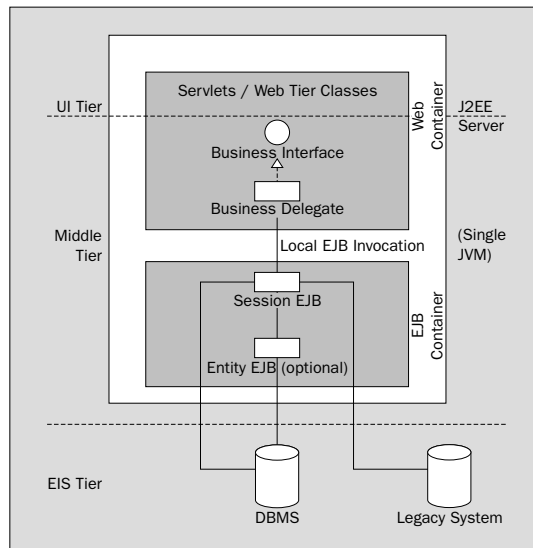 Servlets / Web Tier Classes
UI Tier
Web
Container
J2EE
Server
Business Interface
Business Delegate
Middle
Tier
Local EJB Invocation
(Single
JVM)
Session EJB
EJB
Container
Entity EJB (optional)
EIS Tier
DBMS
Legacy System